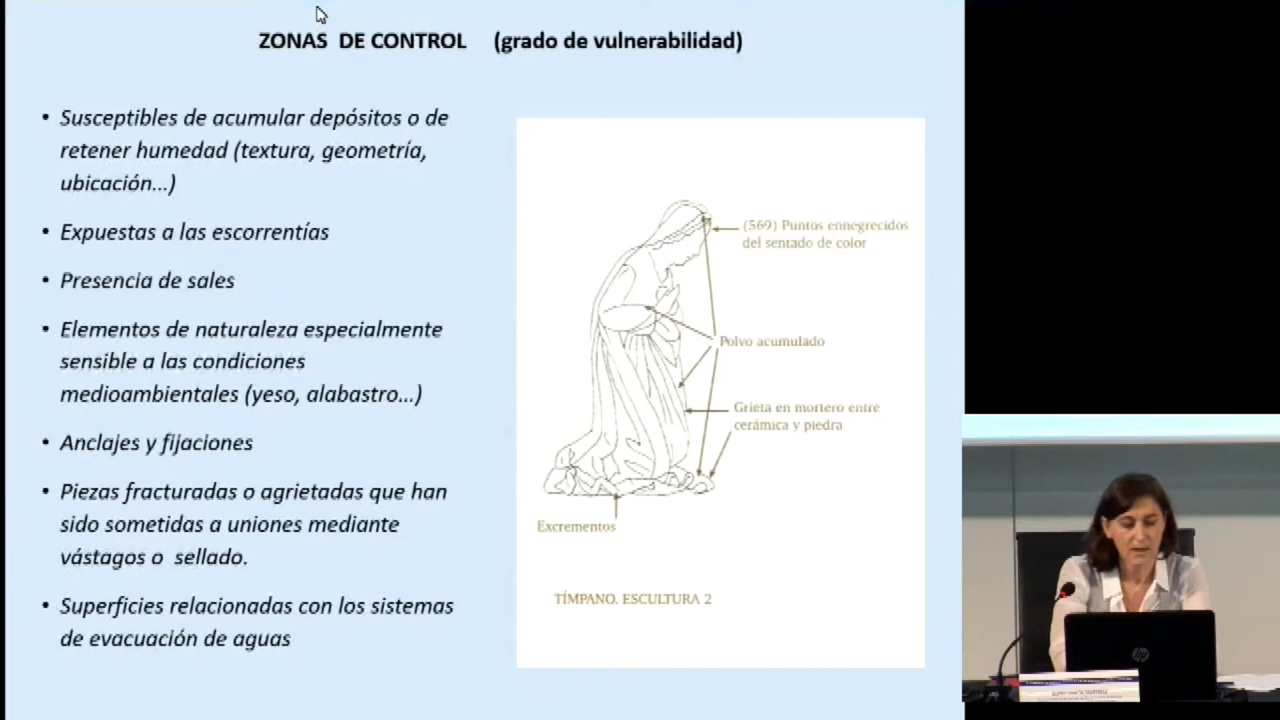 ZONAS DE CONTROL (grado de vulnerabilidad)
• Susceptibles de acumular depósitos o de
retener humedad (textura, geometría,
ubicación...)
• Expuestas a las escorrentías
• Presencia de sales
• Elementos de naturaleza especialmente
sensible a las condiciones
medioambientales (yeso, alabastro...)
• Anclajes y fijaciones
• Piezas fracturadas o agrietadas que han
sido sometidas a uniones mediante
vástagos o sellado.
• Superficies relacionadas con los sistemas
de evacuación de aguas
(569) Puntos ennegrecidos
del sentado de color
Polvo acumulado
Grieta en mortero entre
cerámica y piedra
Excrementos
TÍMPANO. ESCULTURA 2
hp